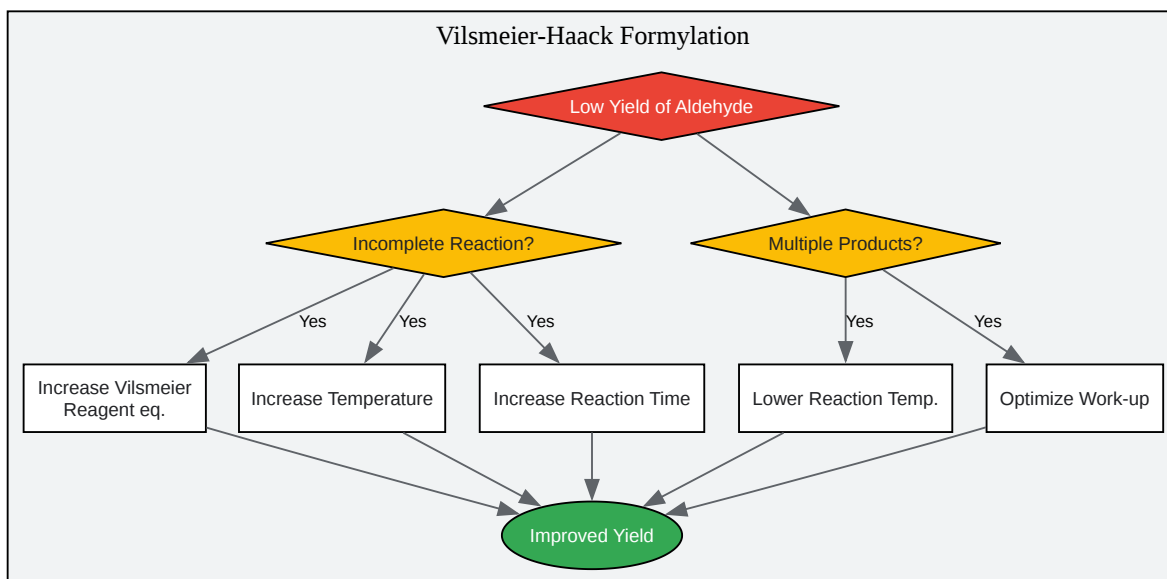 Vilsmeier-Haack Formylation
Low Yield of Aldehyde
Incomplete Reaction?
Multiple Products?
Yes
Yes
Yes
Yes
Yes
Increase Vilsmeier
Reagent eq.
Increase Temperature
Increase Reaction Time
Lower Reaction Temp.
Optimize Work-up
Improved Yield